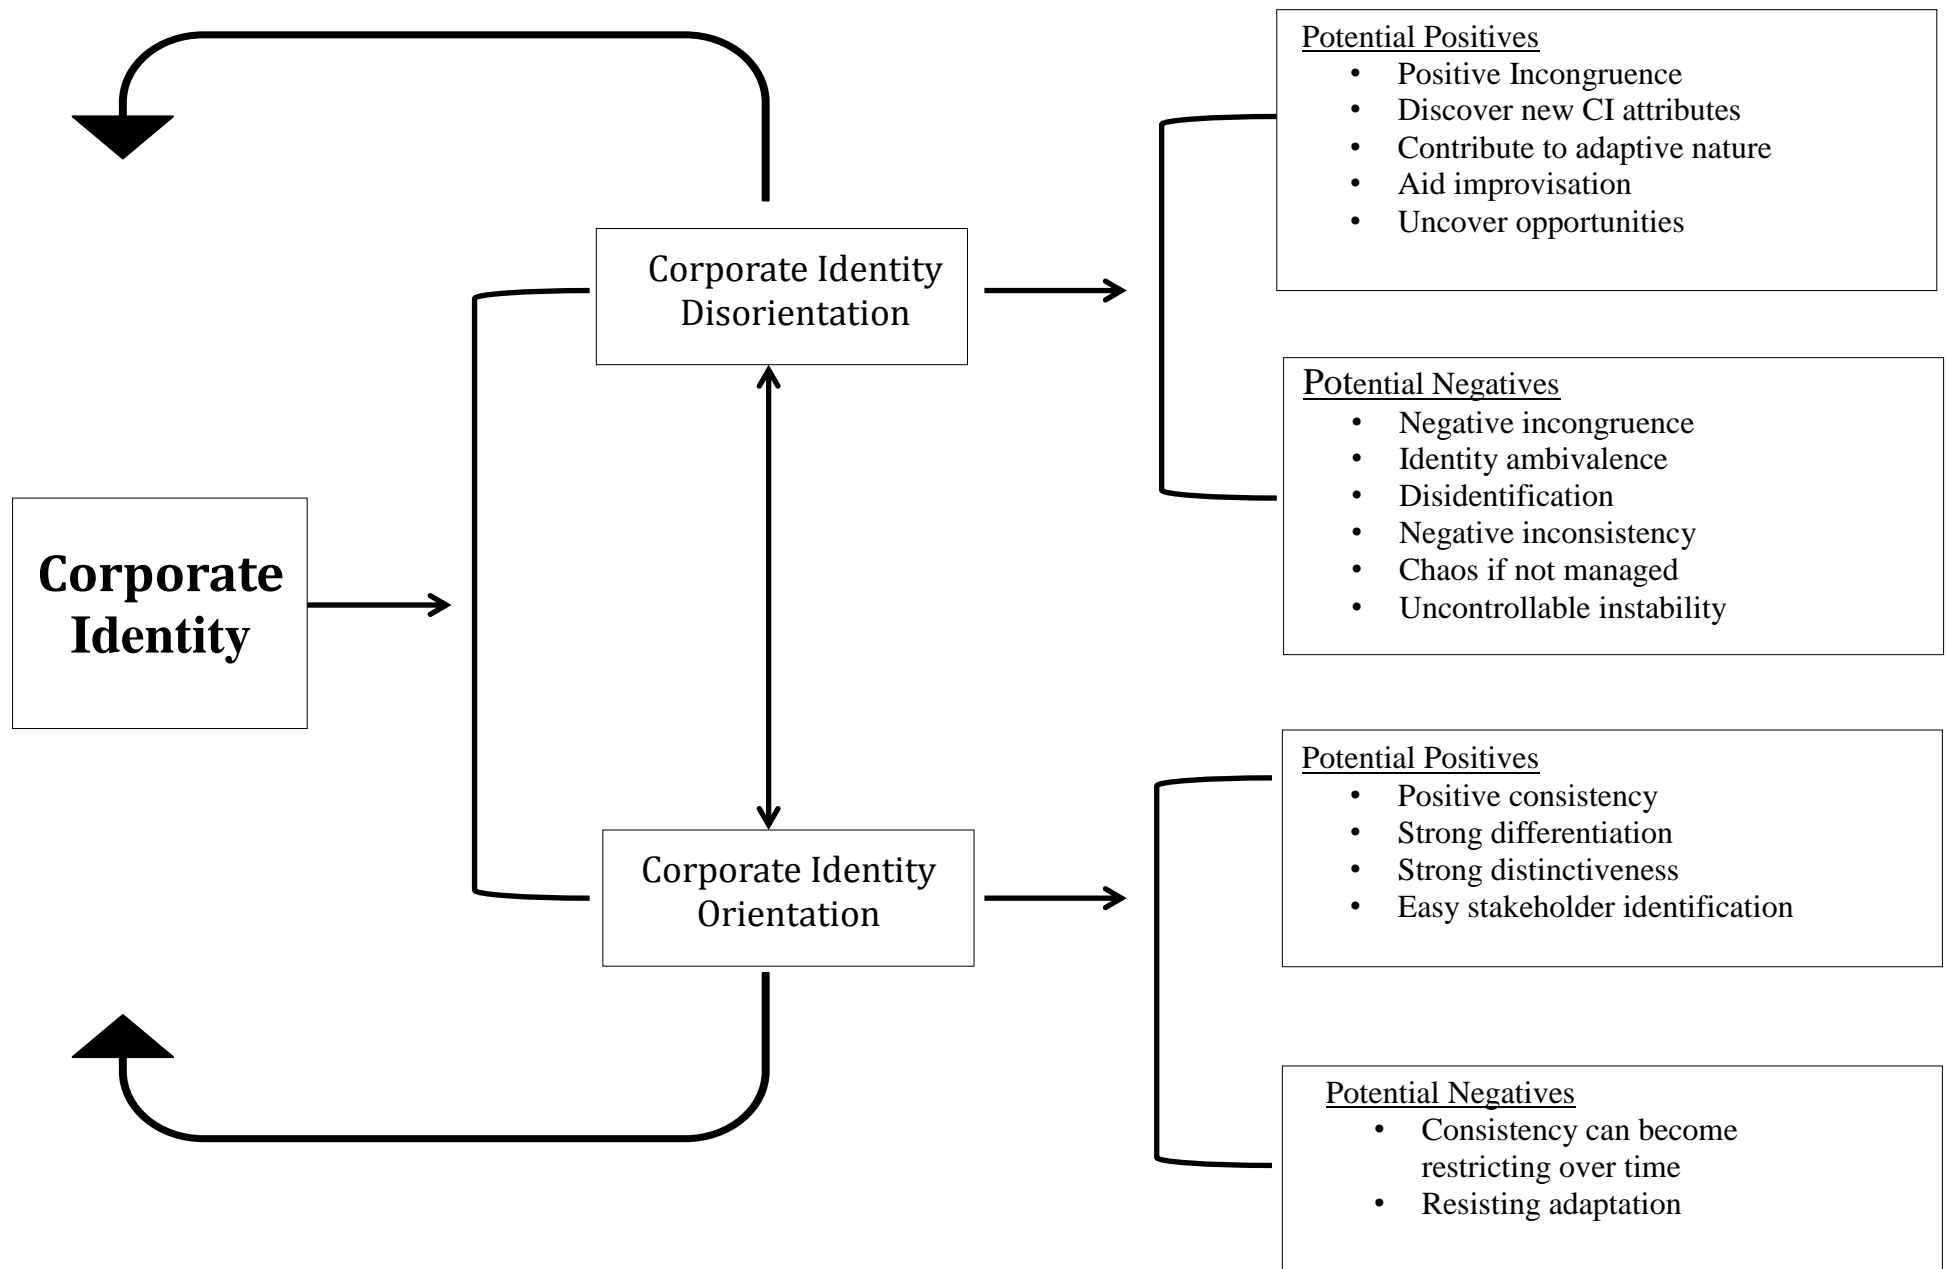 Potential Positives
• Positive Incongruence
• Discover new CI attributes
• Contribute to adaptive nature
• Aid improvisation
• Uncover opportunities
Corporate Identity
Disorientation
Potential Negatives
• Negative incongruence
• Identity ambivalence
• Disidentification
• Negative inconsistency
• Chaos if not managed
• Uncontrollable instability
Corporate
Identity
Corporate Identity
Orientation
Potential Positives
• Positive consistency
• Strong differentiation
• Strong distinctiveness
• Easy stakeholder identification
Potential Negatives
• Consistency can become
restricting over time
• Resisting adaptation